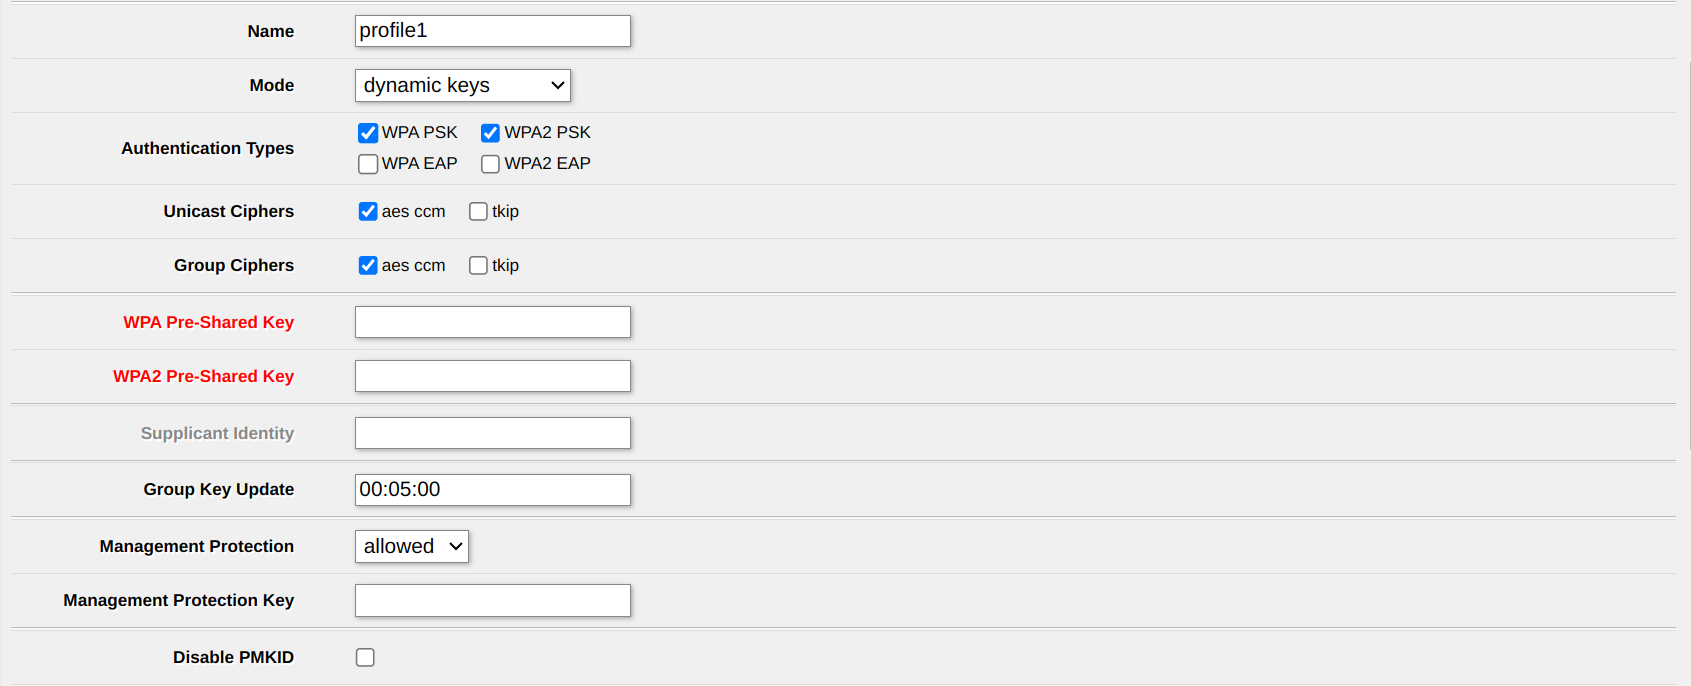 Name profile1
Mode dynamic keys
WPA PSK WPA2 PSK
Authentication Types
WPA EAP WPA2 EAP
Unicast Ciphers aes ccm tkip
Group Ciphers aes ccm tkip
WPA Pre-Shared Key
WPA2 Pre-Shared Key
Supplicant Identity
Group Key Update 00:05:00
Management Protection allowed
Management Protection Key
Disable PMKID